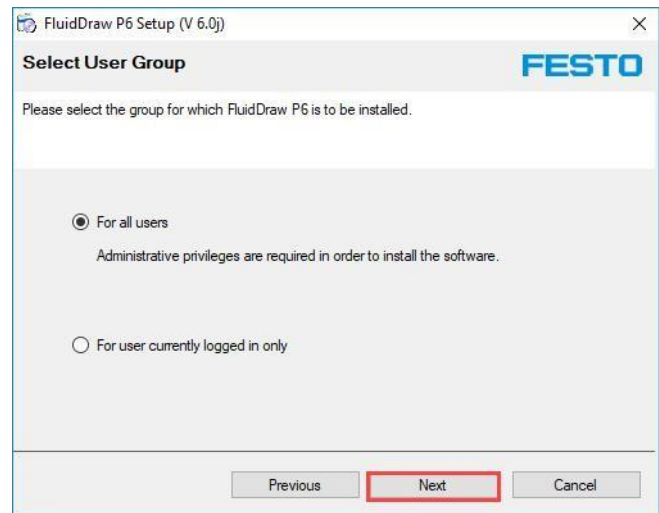 FluidDraw P6 Setup (V 6.0j)
Select User Group
FESTO
Please select the group for which FluidDraw P6 is to be installed.
For all users
Administrative privileges are required in order to install the software.
For user currently logged in only
Previous
Next
Cancel